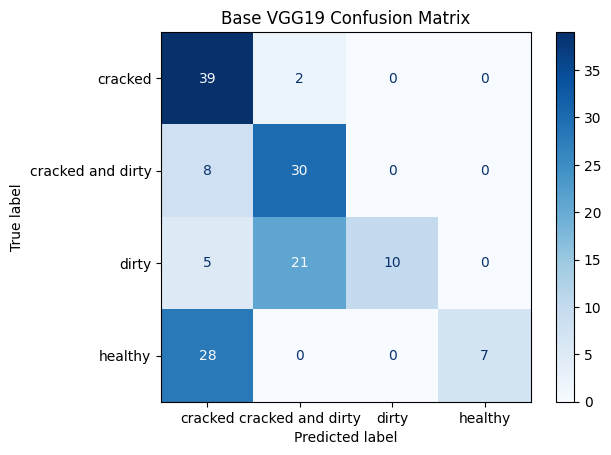 Base VGG19 Confusion Matrix
cracked 39 2 0 0
cracked and dirty 8 30 0 0
dirty 5 21 10 0
healthy 28 0 0 7
cracked cracked and dirty dirty healthy
Predicted label
True label
35
30
25
20
15
10
5
0